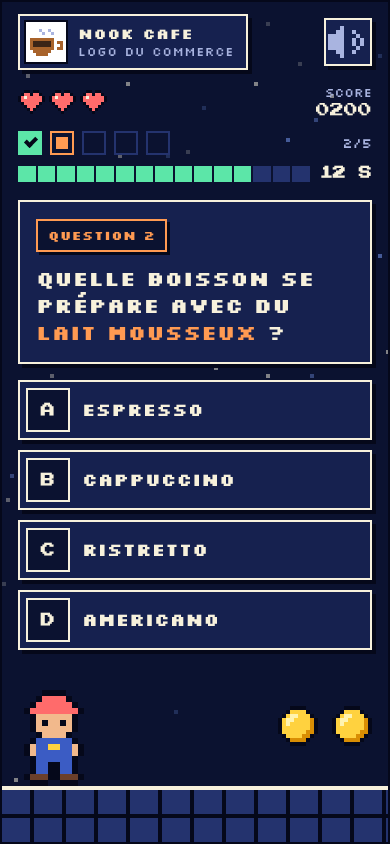 NOOK CAFE
LOGO DU COMMERCE
SCORE
0200
2/5
12 S
QUESTION 2
QUELLE BOISSON SE
PRÉPARE AVEC DU
LAIT MOUSSEUX ?
A ESPRESSO
B CAPPUCCINO
C RISTRETTO
D AMERICANO